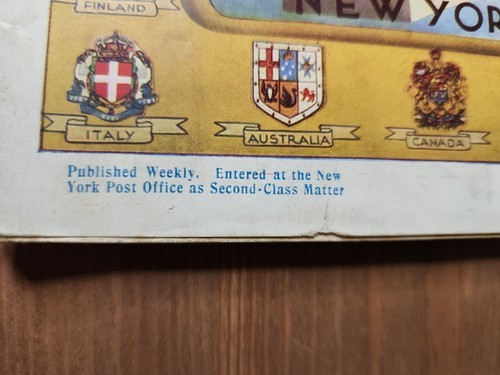 FINLAND
NEW YOR
ITALY
AUSTRALIA
CANADA
Published Weekly. Entered at the New
York Post Office as Second-Class Matter